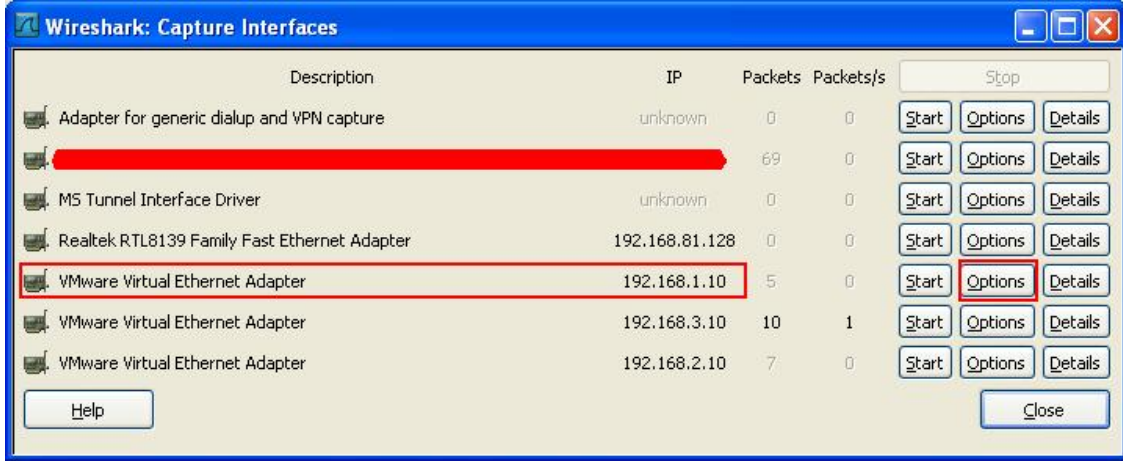 Wireshark: Capture Interfaces
Description IP Packets Packets/s Stop
Adapter for generic dialup and VPN capture unknown 0 0 Start Options Details
69 0 Start Options Details
MS Tunnel Interface Driver unknown 0 0 Start Options Details
Realtek RTL8139 Family Fast Ethernet Adapter 192.168.81.128 0 0 Start Options Details
VMware Virtual Ethernet Adapter 192.168.1.10 5 0 Start Options Details
VMware Virtual Ethernet Adapter 192.168.3.10 10 1 Start Options Details
VMware Virtual Ethernet Adapter 192.168.2.10 7 0 Start Options Details
Help Close